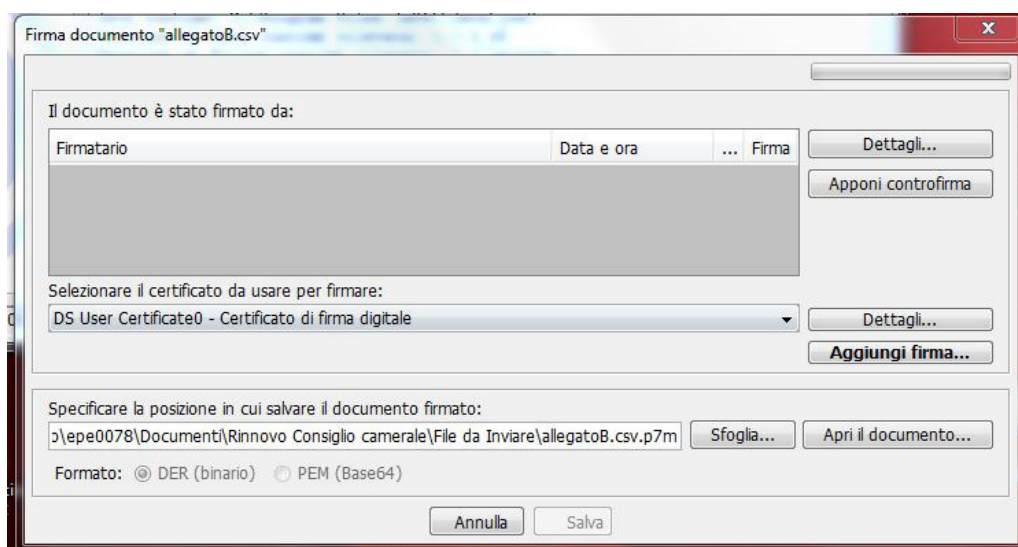 Firma documento "allegatoB.csv"
x
Il documento è stato firmato da:
Firmatario Data e ora ... Firma
Dettagli...
Apponi controfirma
Selezionare il certificato da usare per firmare:
DS User Certificate0 - Certificato di firma digitale
Dettagli...
Aggiungi firma...
Specificare la posizione in cui salvare il documento firmato:
\epe0078\Documenti\Rinnovo Consiglio camerale\File da Inviare\allegatoB.csv.p7m Sfoglia... Apri il documento...
Formato: DER (binario) PEM (Base64)
Annulla Salva